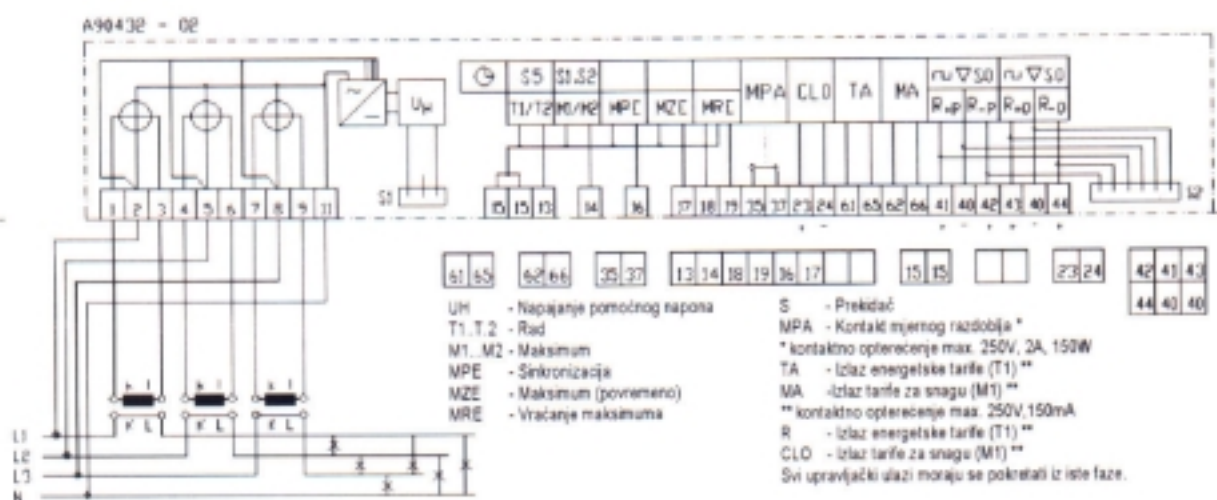 A90432 - 02
S5 S1.S2 MPA CLO TA MA SO SO
UH T1/T2 M1/M2 MPE MZE MRE R+P R-P R+Q R-Q
S1 S2
1 2 3 4 5 6 7 8 9 11 15 15 13 14 16 17 18 19 35 37 23 24 61 65 62 66 41 40 42 43 40 44
61 65 62 66 35 37 13 14 18 19 16 17 15 15 23 24 42 41 43
44 40 40
UH - Napajanje pomoćnog napona
T1..T.2 - Rad
M1...M2 - Maksimum
MPE - Sinkronizacija
MZE - Maksimum (povremeno)
MRE - Vraćanje maksimuma
S - Prekidač
MPA - Kontakt mjernog razdoblja *
* kontaktno opterećenje max. 250V, 2A, 150W
TA - Izlaz energetske tarife (T1) **
MA -Izlaz tarife za snagu (M1) **
** kontaktno opterećenje max. 250V,150mA
R - Izlaz energetske tarife (T1) **
CLO - Izlaz tarife za snagu (M1) **
Svi upravljački ulazi moraju se pokretati iz iste faze.
k l k l k l
K L K L K L
L1
L2
L3
N